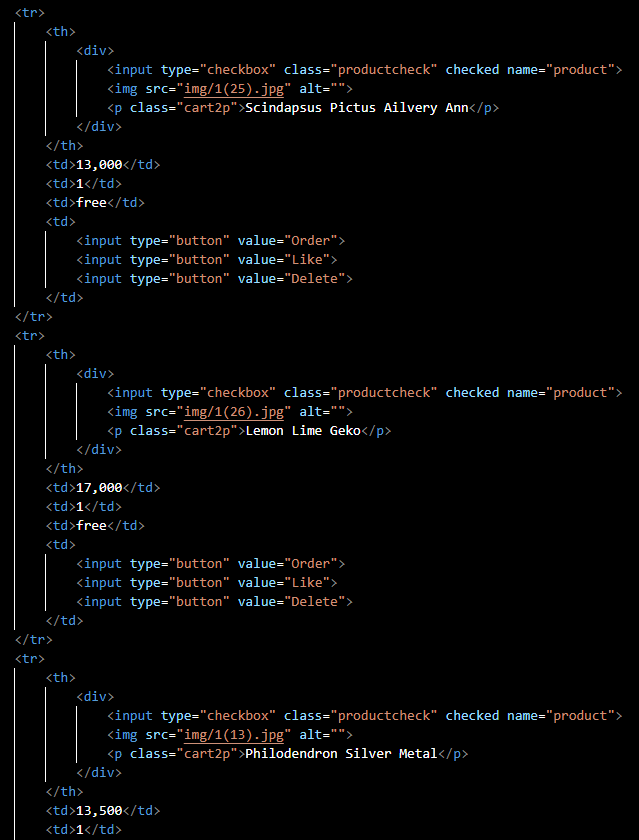 <tr>
<th>
<div>
<input type="checkbox" class="productcheck" checked name="product">
<img src="img/1(25).jpg" alt="">
<p class="cart2p">Scindapsus Pictus Ailvery Ann</p>
</div>
</th>
<td>13,000</td>
<td>1</td>
<td>free</td>
<td>
<input type="button" value="Order">
<input type="button" value="Like">
<input type="button" value="Delete">
</td>
</tr>
<tr>
<th>
<div>
<input type="checkbox" class="productcheck" checked name="product">
<img src="img/1(26).jpg" alt="">
<p class="cart2p">Lemon Lime Geko</p>
</div>
</th>
<td>17,000</td>
<td>1</td>
<td>free</td>
<td>
<input type="button" value="Order">
<input type="button" value="Like">
<input type="button" value="Delete">
</td>
</tr>
<tr>
<th>
<div>
<input type="checkbox" class="productcheck" checked name="product">
<img src="img/1(13).jpg" alt="">
<p class="cart2p">Philodendron Silver Metal</p>
</div>
</th>
<td>13,500</td>
<td>1</td>